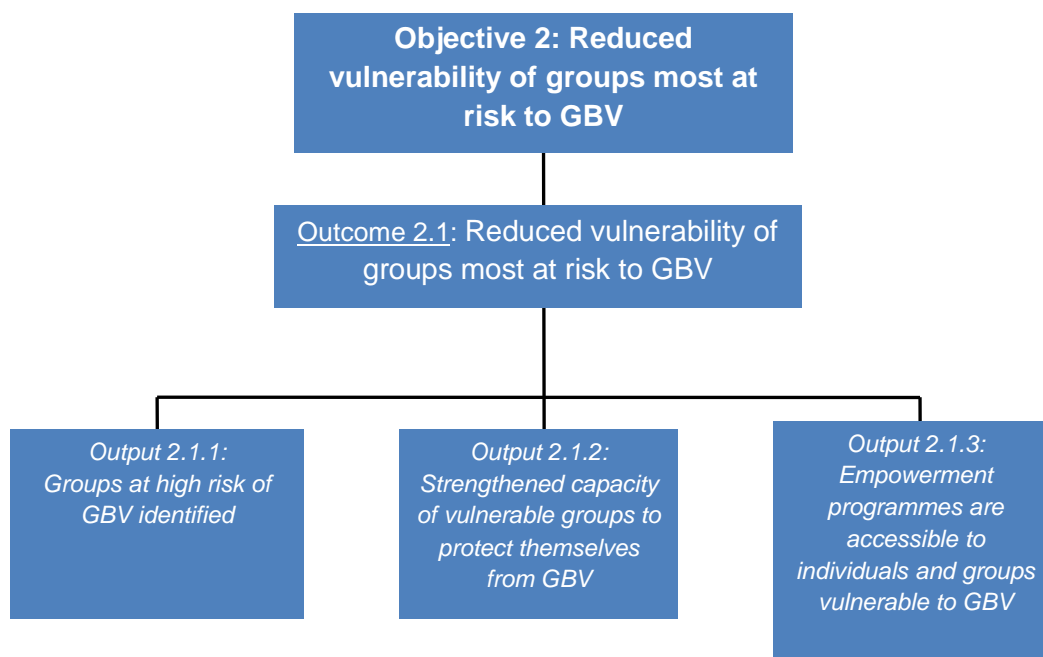 Objective 2: Reduced
vulnerability of groups most at
risk to GBV
Outcome 2.1: Reduced vulnerability of
groups most at risk to GBV
Output 2.1.1:
Groups at high risk of
GBV identified
Output 2.1.2:
Strengthened capacity
of vulnerable groups to
protect themselves
from GBV
Output 2.1.3:
Empowerment
programmes are
accessible to
individuals and groups
vulnerable to GBV